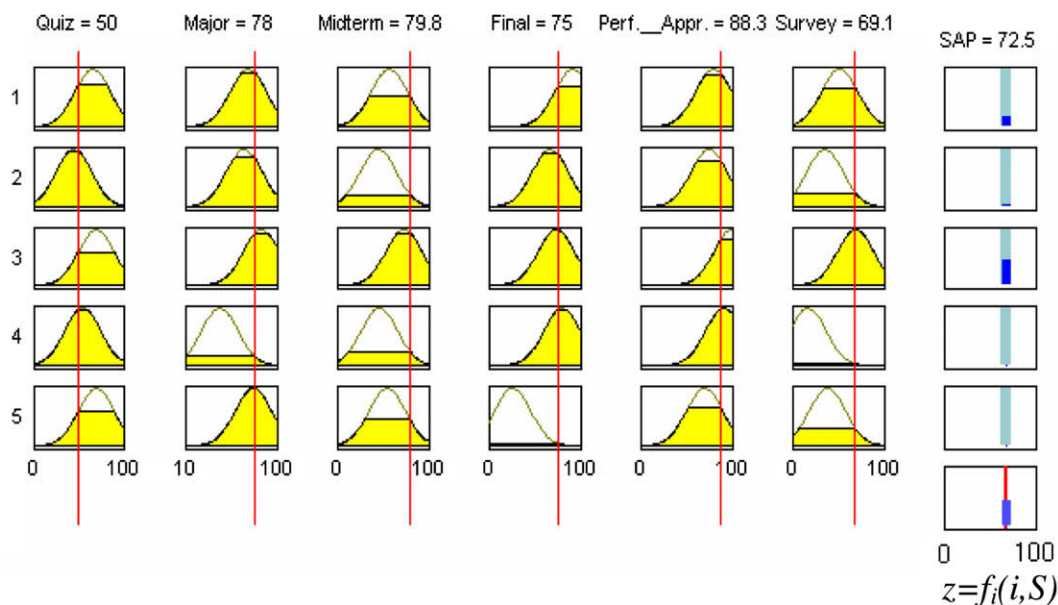 Quiz = 50 Major = 78 Midterm = 79.8 Final = 75 Perf.__Appr. = 88.3 Survey = 69.1
SAP = 72.5
1
2
3
4
5
0 100 10 100 0 100 0 100 0 100 0 100
0 100
z=fᵢ(i,S)